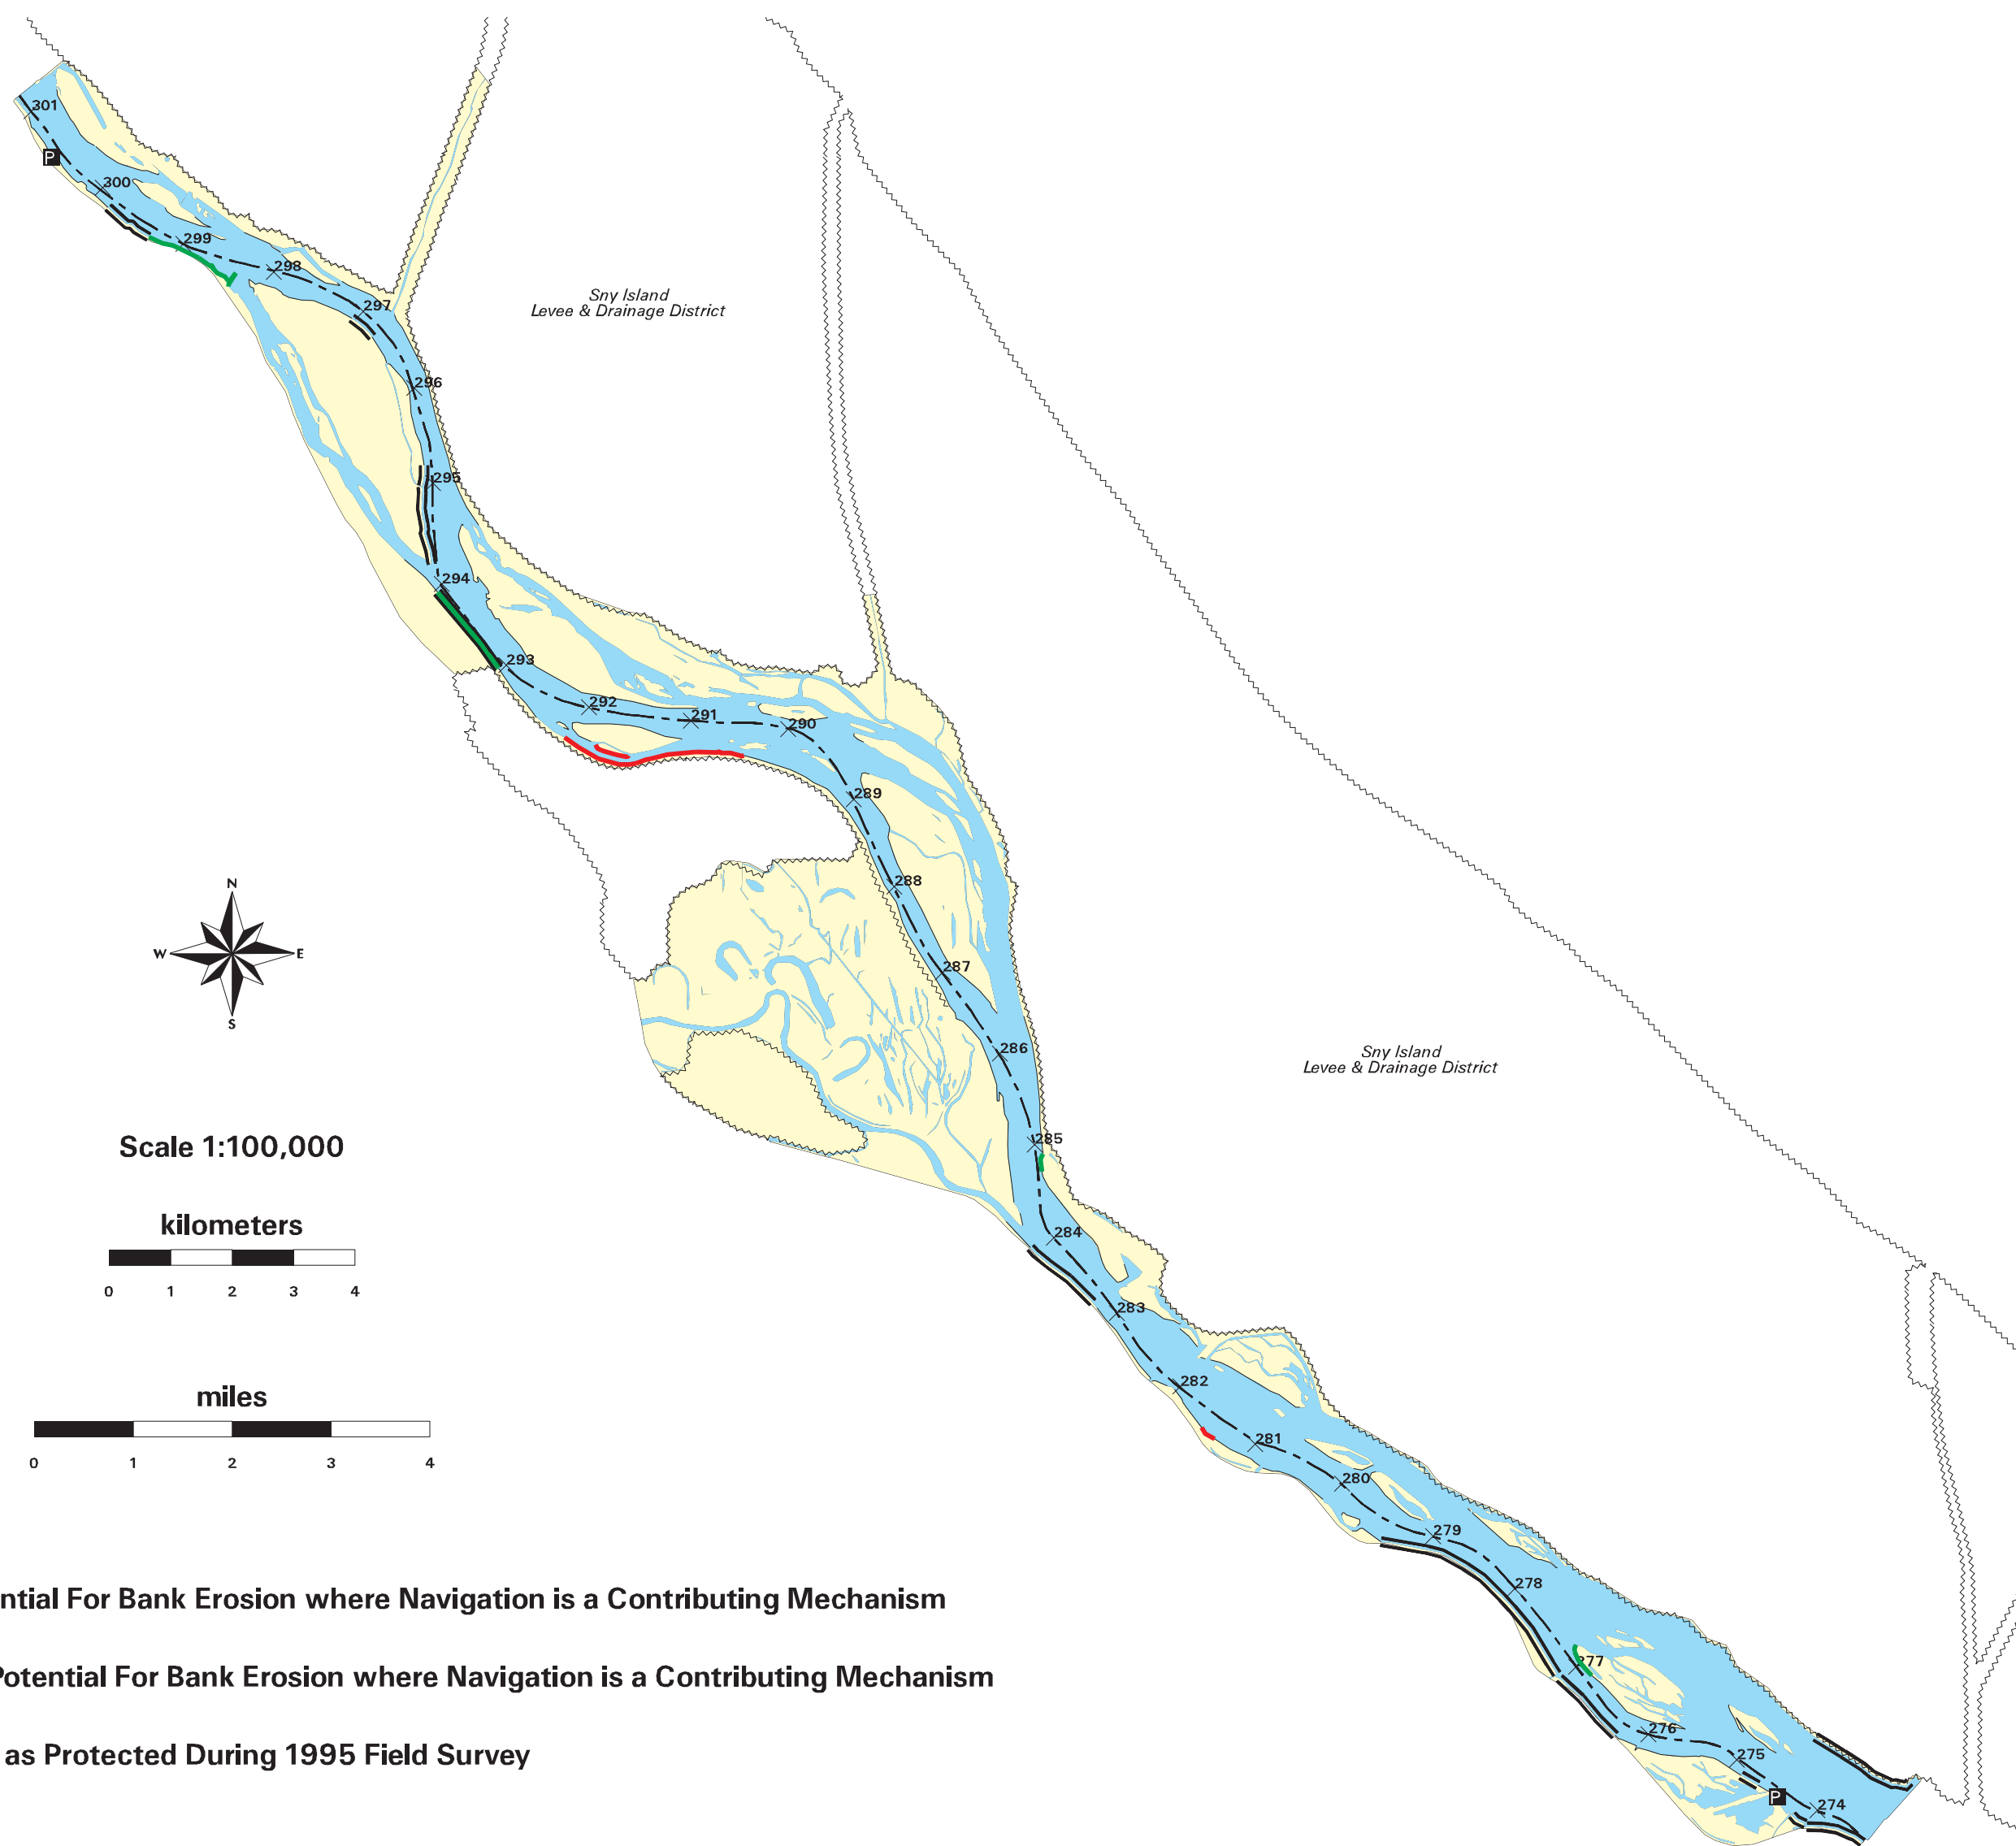 301
P
300
299
298
297
Sny Island
Levee & Drainage District
296
295
294
293
292
291
290
289
288
N
W
E
S
287
286
Sny Island
Levee & Drainage District
285
Scale 1:100,000
kilometers
0 1 2 3 4
284
283
282
miles
0 1 2 3 4
281
280
279
278
ntial For Bank Erosion where Navigation is a Contributing Mechanism
277
Potential For Bank Erosion where Navigation is a Contributing Mechanism
276
275
as Protected During 1995 Field Survey
P
274